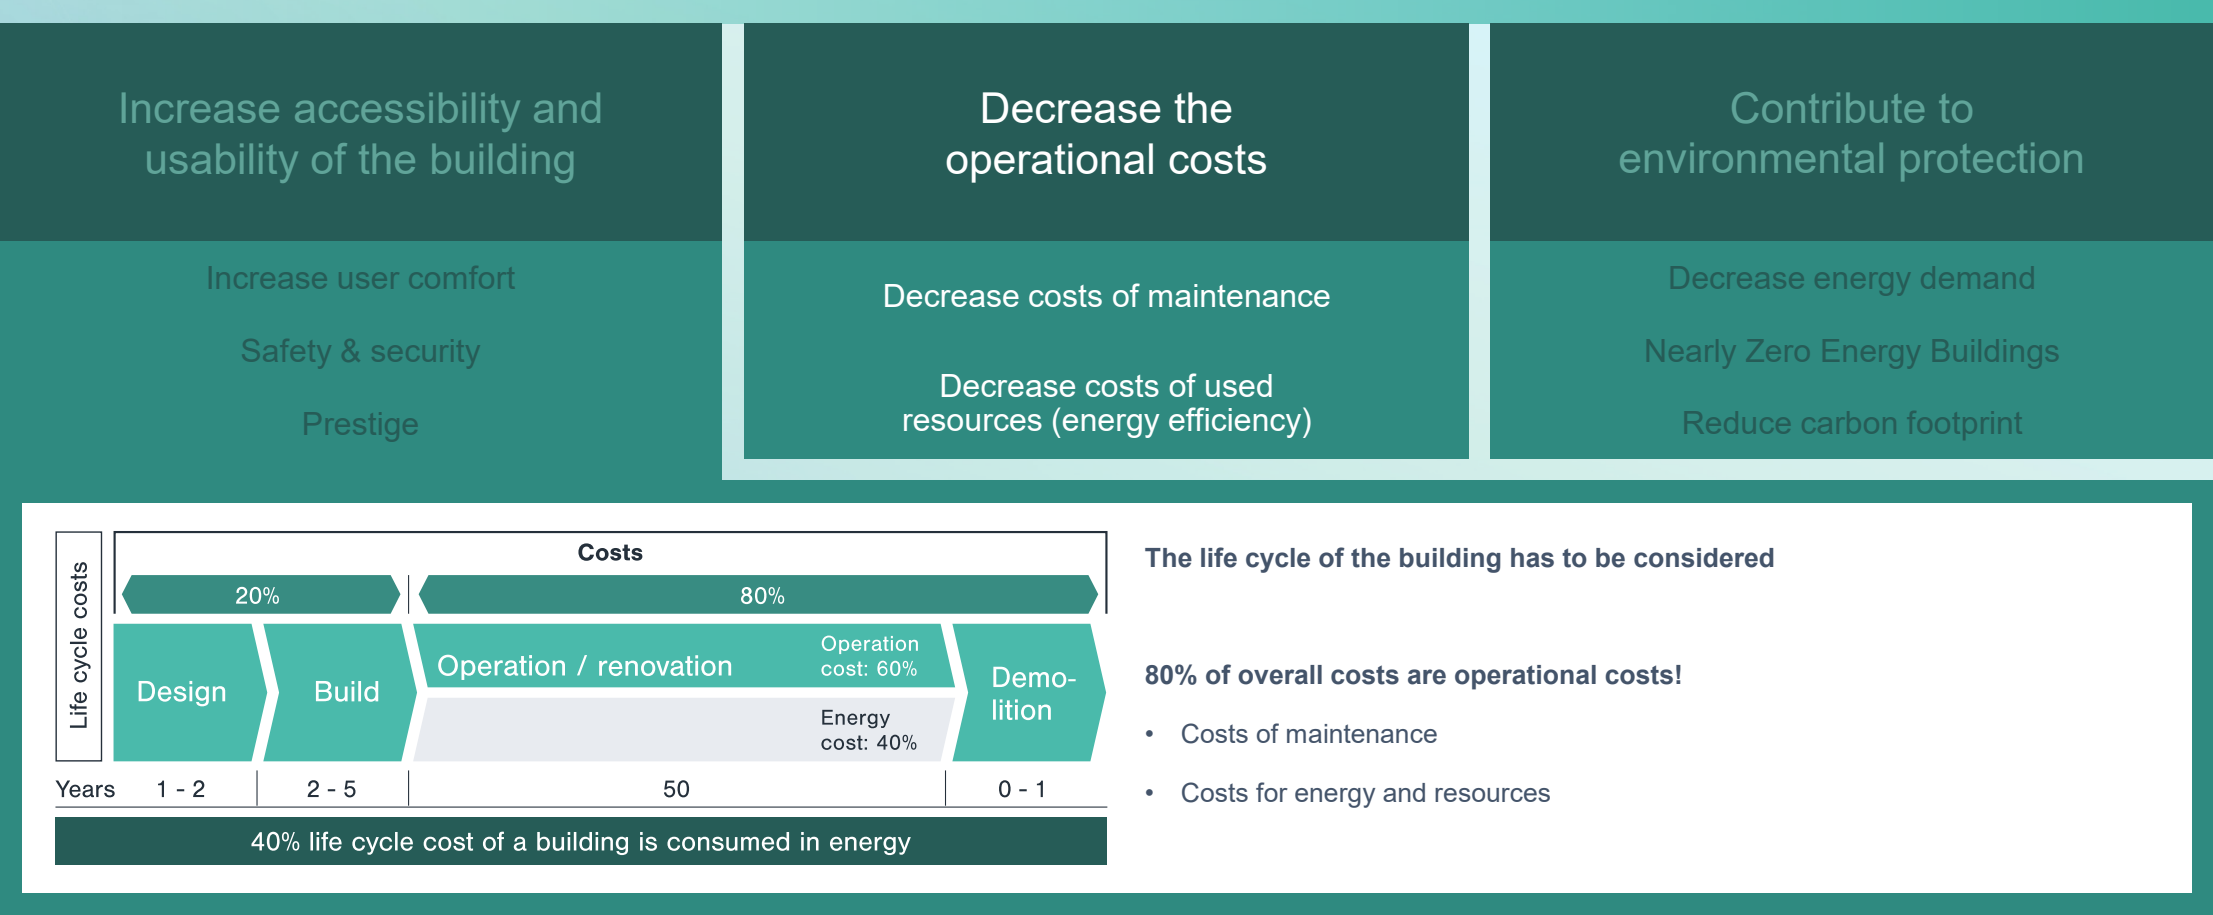 Increase accessibility and
usability of the building
Increase user comfort
Safety & security
Prestige
Decrease the
operational costs
Decrease costs of maintenance
Decrease costs of used
resources (energy efficiency)
Contribute to
environmental protection
Decrease energy demand
Nearly Zero Energy Buildings
Reduce carbon footprint
Life cycle costs
Costs
20%
80%
Design
Build
Operation / renovation
Operation
cost: 60%
Energy
cost: 40%
Demo-
lition
Years
1 - 2
2 - 5
50
0 - 1
40% life cycle cost of a building is consumed in energy
The life cycle of the building has to be considered
80% of overall costs are operational costs!
• Costs of maintenance
• Costs for energy and resources